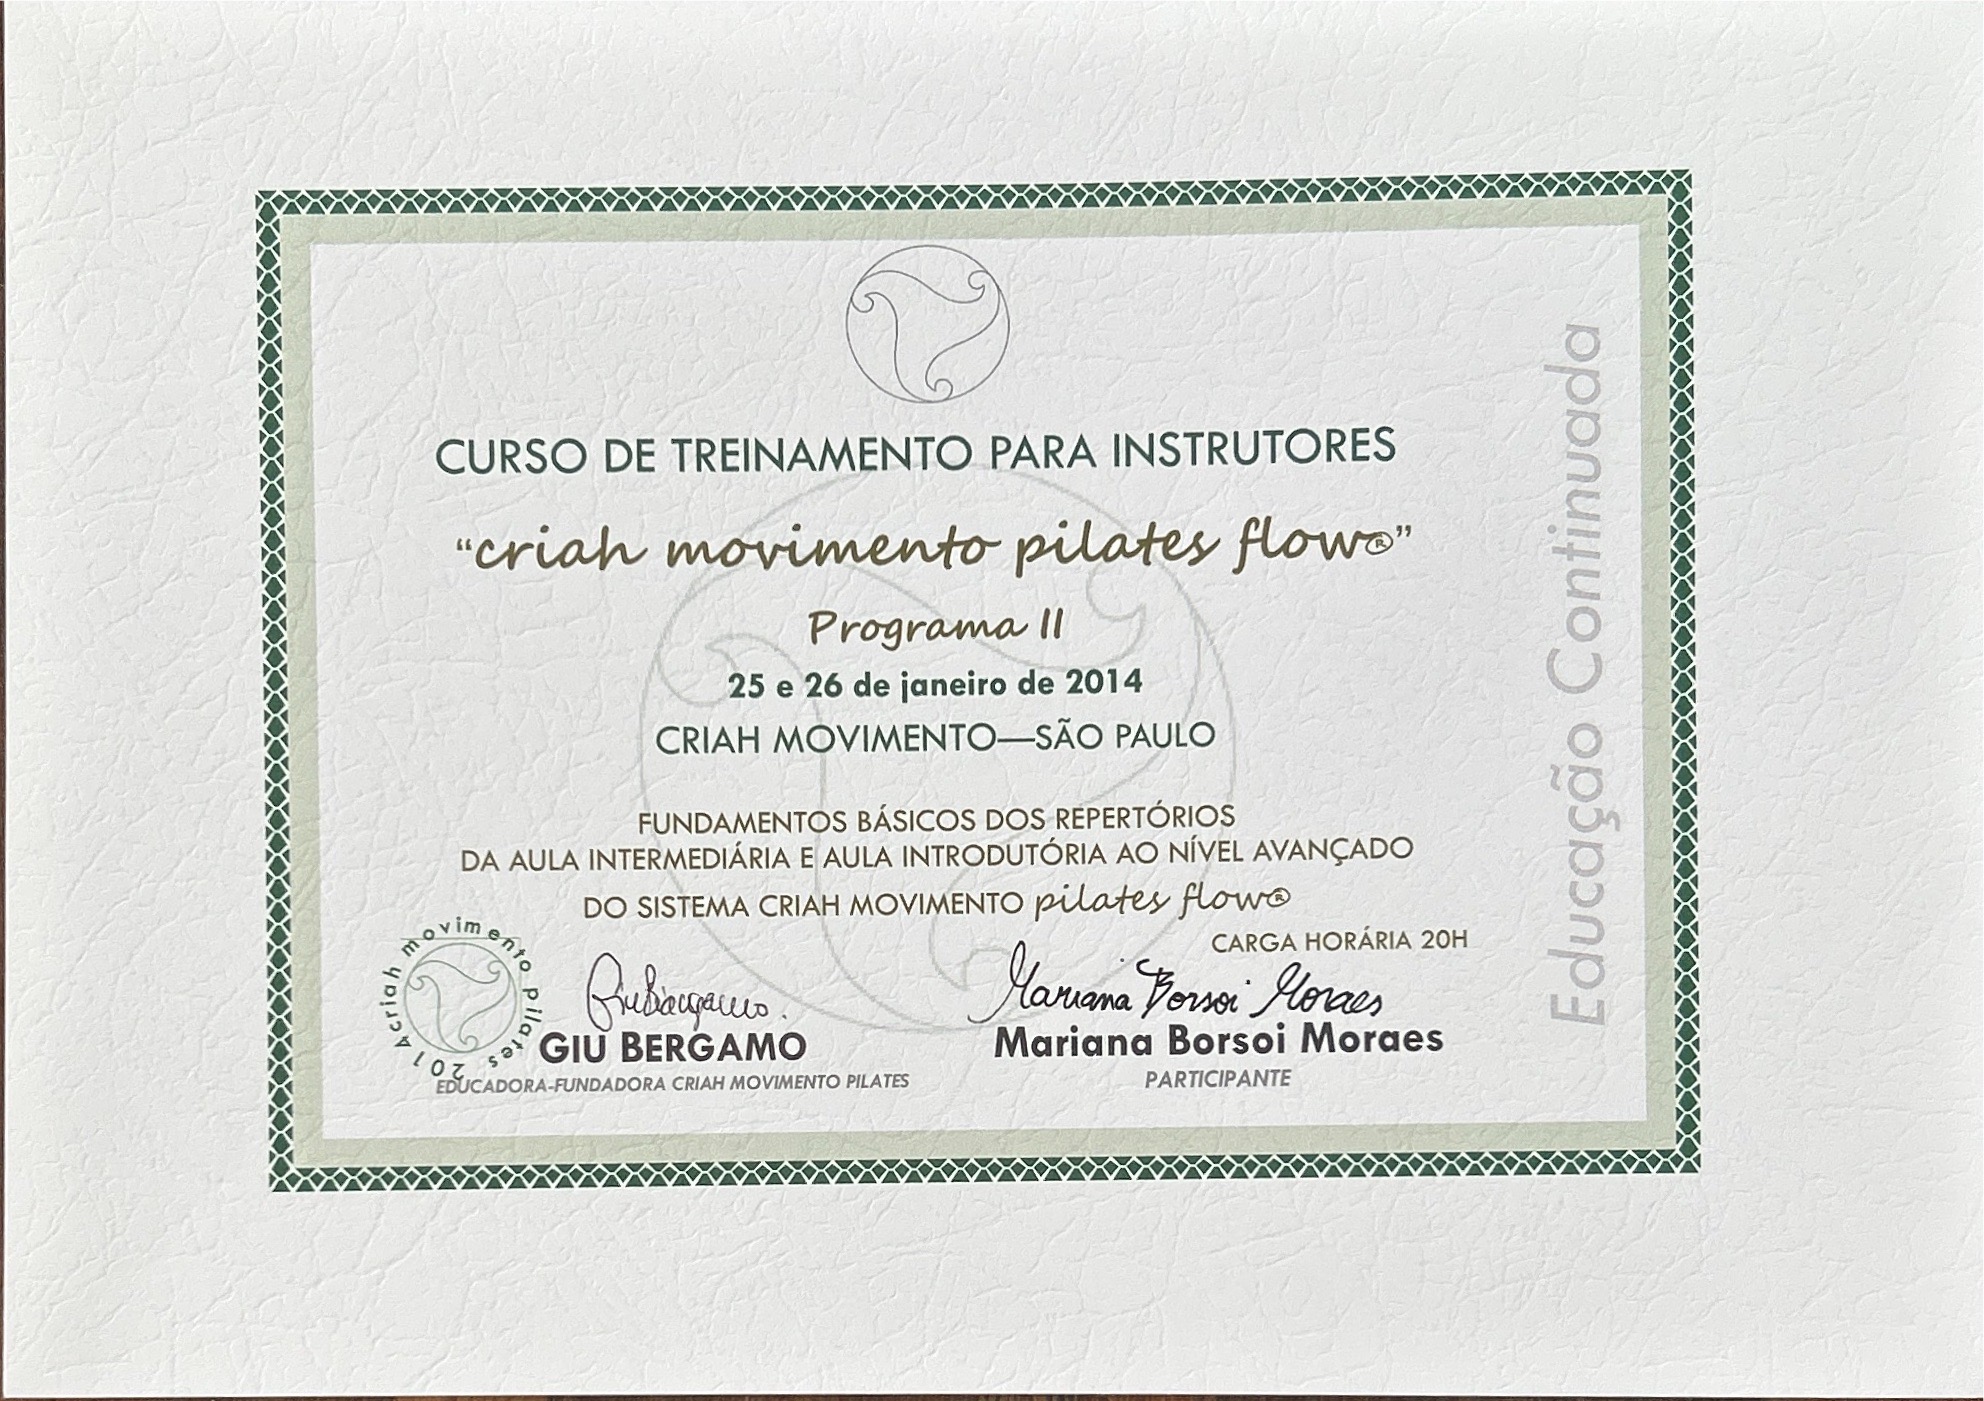 CURSO DE TREINAMENTO PARA INSTRUTORES
“criah movimento pilates flow®”
Programa II
25 e 26 de janeiro de 2014
CRIAH MOVIMENTO—SÃO PAULO
FUNDAMENTOS BÁSICOS DOS REPERTÓRIOS
DA AULA INTERMEDIÁRIA E AULA INTRODUTÓRIA AO NÍVEL AVANÇADO
DO SISTEMA CRIAH MOVIMENTO pilates flow®
CARGA HORÁRIA 20H
criah movimento pilates 2014
GiuBergamo.
GIU BERGAMO
EDUCADORA-FUNDADORA CRIAH MOVIMENTO PILATES
Mariana Borsoi Moraes
Mariana Borsoi Moraes
PARTICIPANTE
Educação Continuada